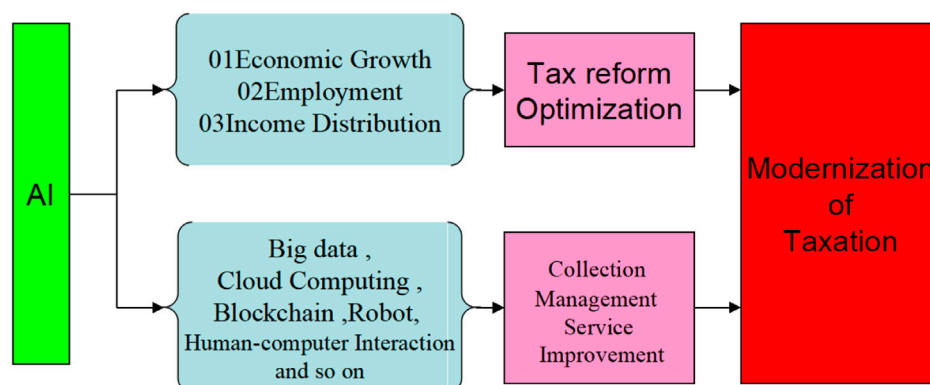 AI
01Economic Growth
02Employment
03Income Distribution
Tax reform
Optimization
Big data ,
Cloud Computing ,
Blockchain ,Robot,
Human-computer Interaction
and so on
Collection
Management
Service
Improvement
Modernization
of
Taxation